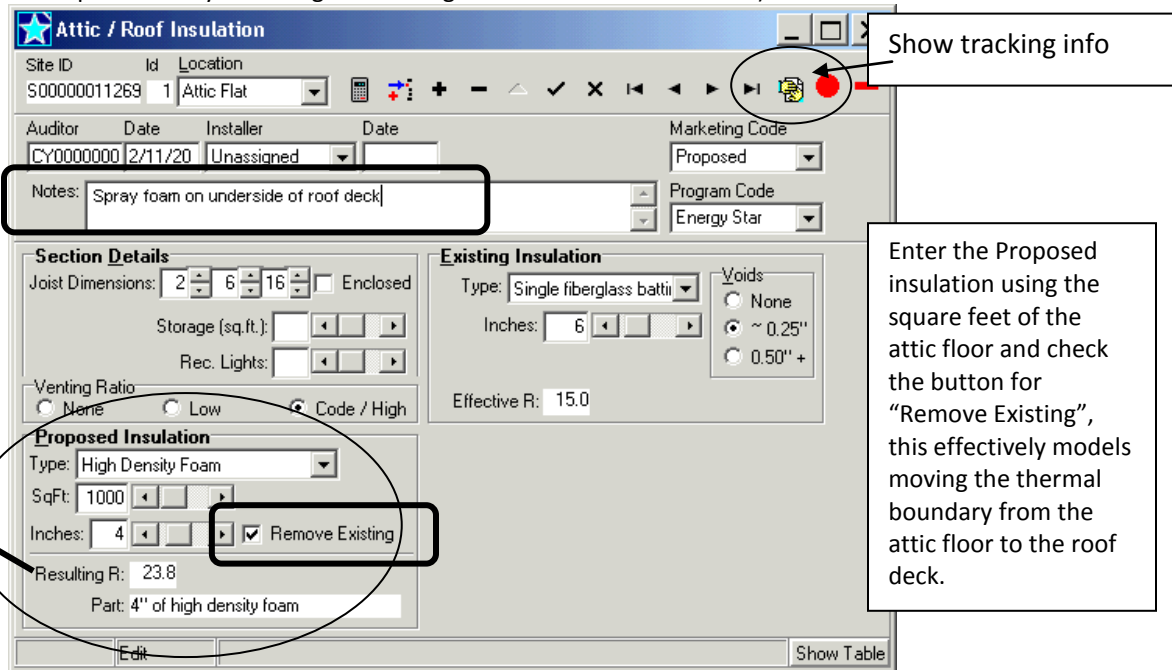 Attic / Roof Insulation
Show tracking info
Site ID Id Location
S00000011269 1 Attic Flat
Auditor Date Installer Date Marketing Code
CY0000000 2/11/20 Unassigned Proposed
Notes: Spray foam on underside of roof deck
Program Code
Energy Star
Section Details
Joist Dimensions: 2 6 16 Enclosed
Storage (sq.ft.):
Rec. Lights:
Venting Ratio
None Low Code / High
Existing Insulation
Type: Single fiberglass batti
Inches: 6
Voids
None
~ 0.25"
0.50" +
Effective R: 15.0
Proposed Insulation
Type: High Density Foam
SqFt: 1000
Inches: 4 Remove Existing
Resulting R: 23.8
Part: 4" of high density foam
Edit Show Table
Enter the Proposed
insulation using the
square feet of the
attic floor and check
the button for
“Remove Existing”,
this effectively models
moving the thermal
boundary from the
attic floor to the roof
deck.